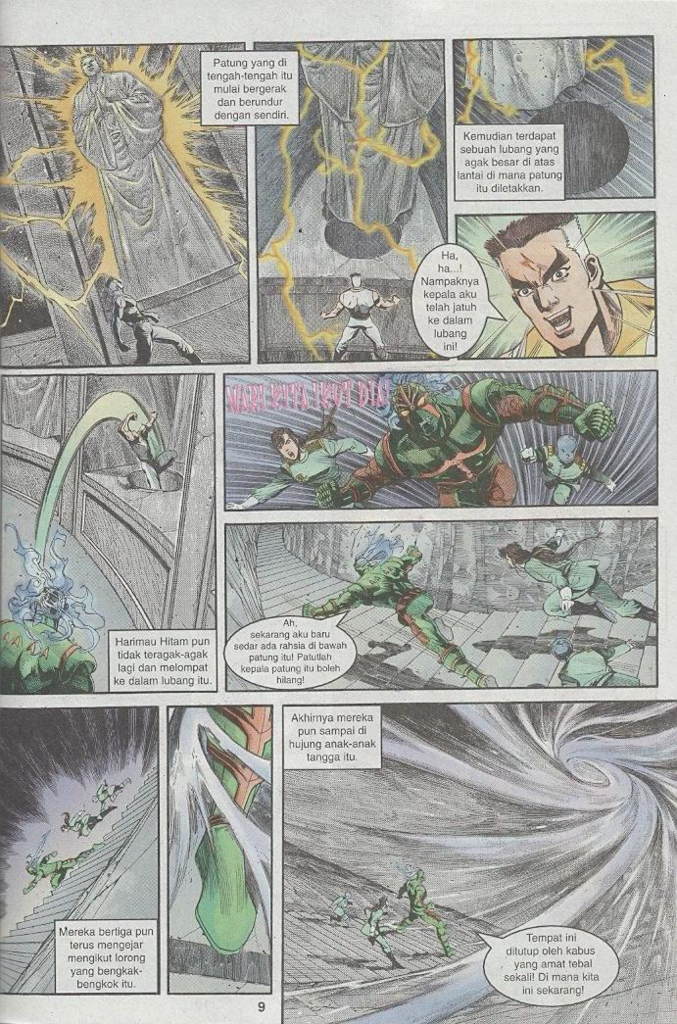 Patung yang di
tengah-tengah itu
mulai bergerak
dan berundur
dengan sendiri.
Kemudian terdapat
sebuah lubang yang
agak besar di atas
lantai di mana patung
itu diletakkan.
Ha,
ha...!
Nampaknya
kepala aku
telah jatuh
ke dalam
lubang
ini!
Harimau Hitam pun
tidak teragak-agak
lagi dan melompat
ke dalam lubang itu.
MARI KITA IKUT DIA!
Ah,
sekarang aku baru
sedar ada rahsia di bawah
patung itu! Patutlah
kepala patung itu boleh
hilang!
Mereka bertiga pun
terus mengejar
mengikut lorong
yang bengkak-
bengkok itu.
Akhirnya mereka
pun sampai di
hujung anak-anak
tangga itu.
Tempat ini
ditutup oleh kabus
yang amat tebal
sekali! Di mana kita
ini sekarang!
9